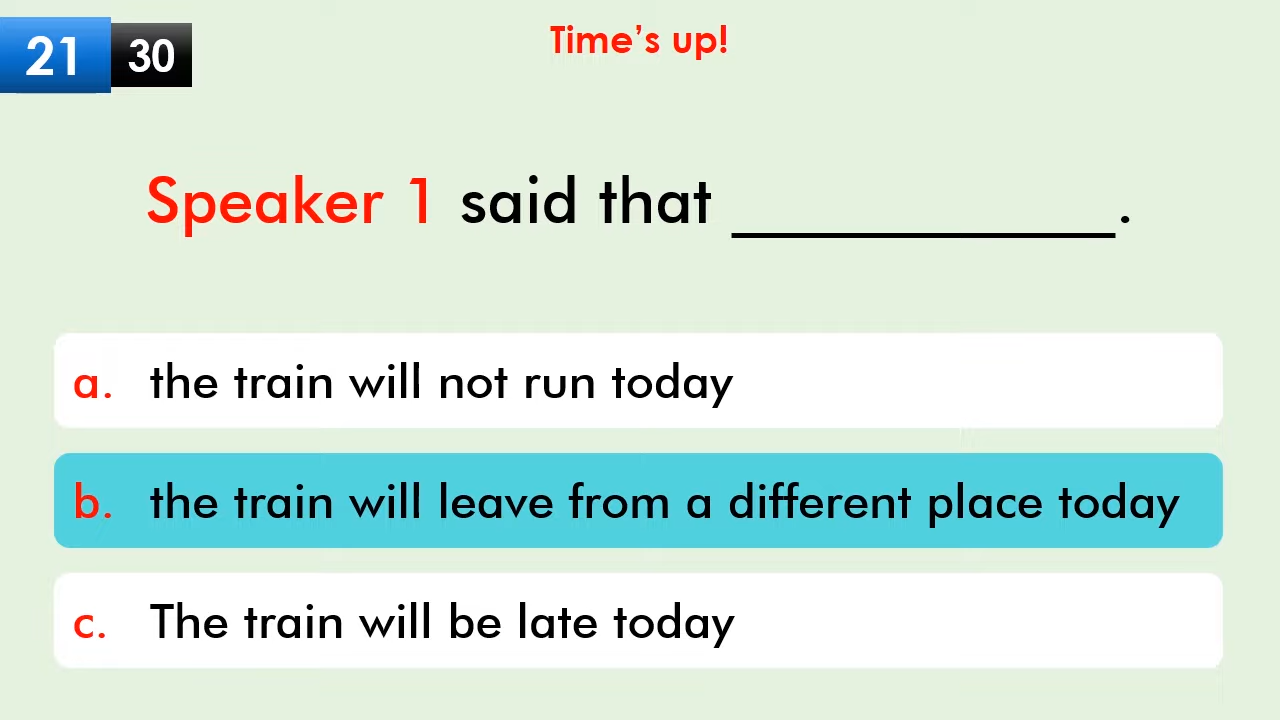 21 30
Time's up!
Speaker 1 said that ____________.
a. the train will not run today
b. the train will leave from a different place today
c. The train will be late today